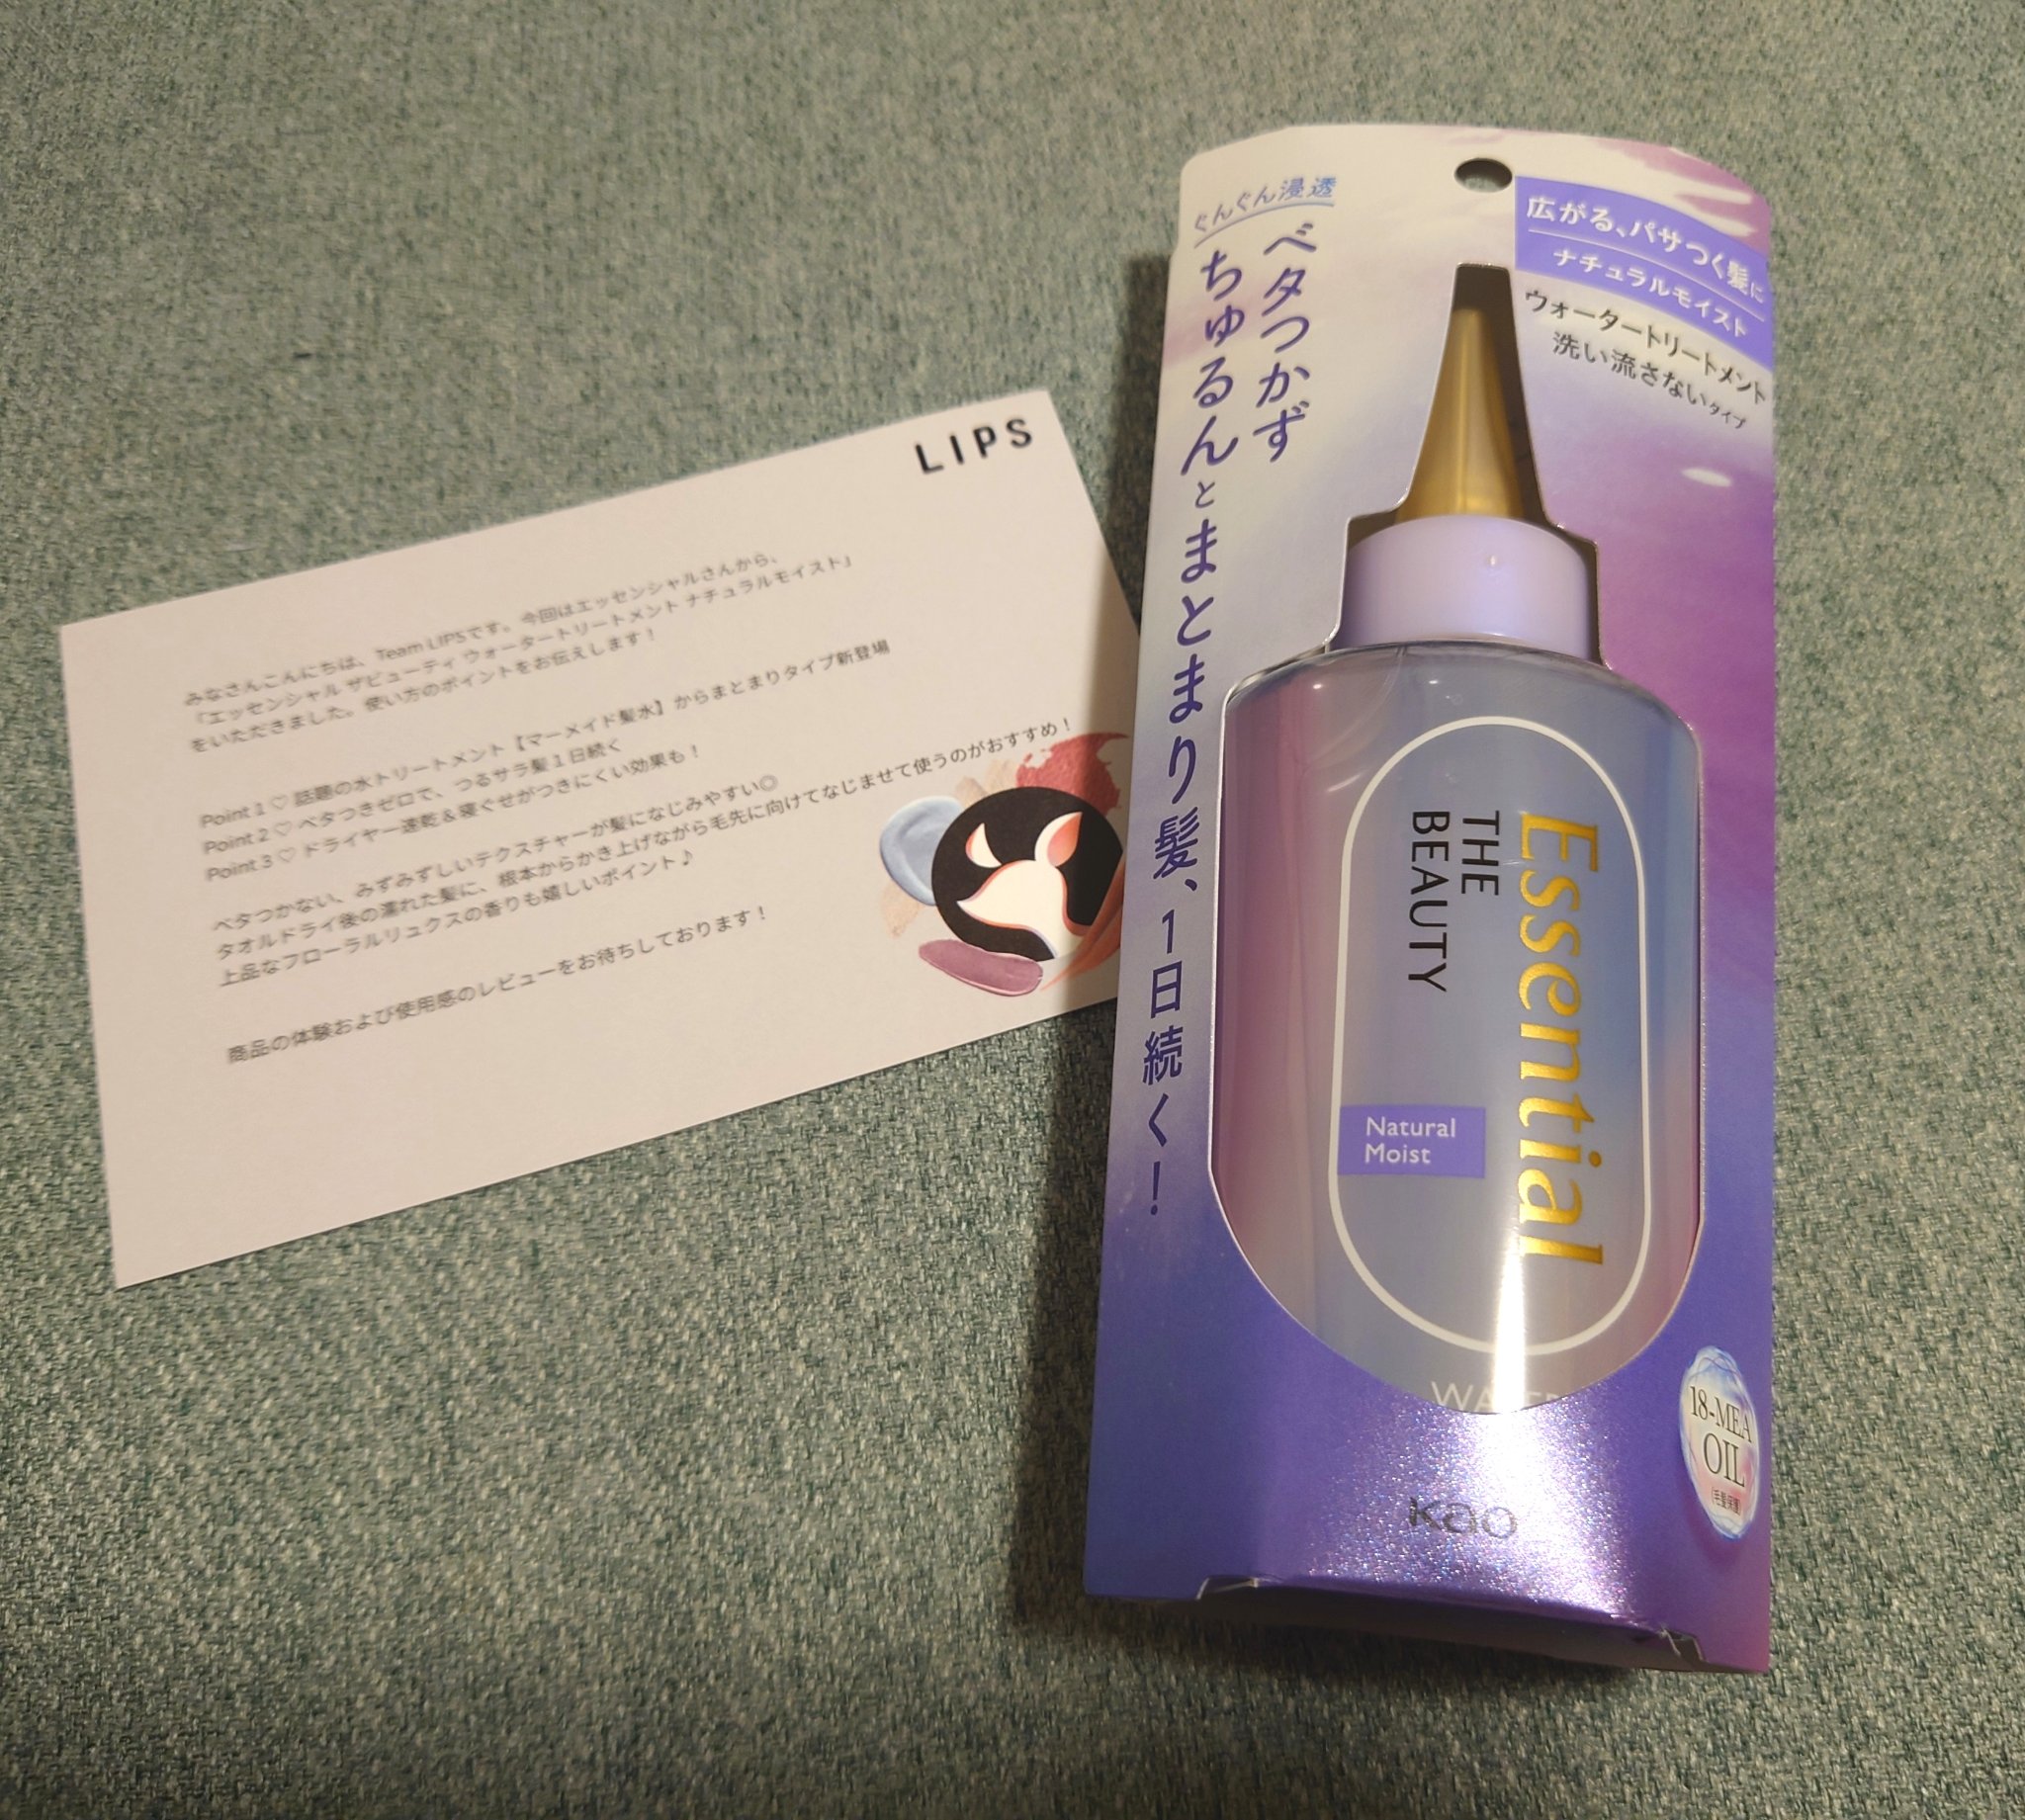 LIPS
みなさんこんにちは、Team LIPSです。今回はエッセンシャルさんから、
「エッセンシャル ザビューティ ウォータートリートメント ナチュラルモイスト」
をいただきました。使い方のポイントをお伝えします！
Point 1 ♡ 話題の水トリートメント【マーメイド髪水】からまとまりタイプ新登場
Point 2 ♡ ベタつきゼロで、つるサラ髪１日続く
Point 3 ♡ ドライヤー速乾＆寝ぐせがつきにくい効果も！
ベタつかない、みずみずしいテクスチャーが髪になじみやすい◎
タオルドライ後の濡れた髪に、根本からかき上げながら毛先に向けてなじませて使うのがおすすめ！
上品なフローラルリュクスの香りも嬉しいポイント♪
商品の体験および使用感のレビューをお待ちしております！
ぐんぐん浸透
ベタつかず
ちゅるんとまとまり髪、1日続く！
広がる、パサつく髪に
ナチュラルモイスト
ウォータートリートメント
洗い流さないタイプ
Essential
THE
BEAUTY
Natural
Moist
18-MEA
OIL
(毛髪保護)
Kao